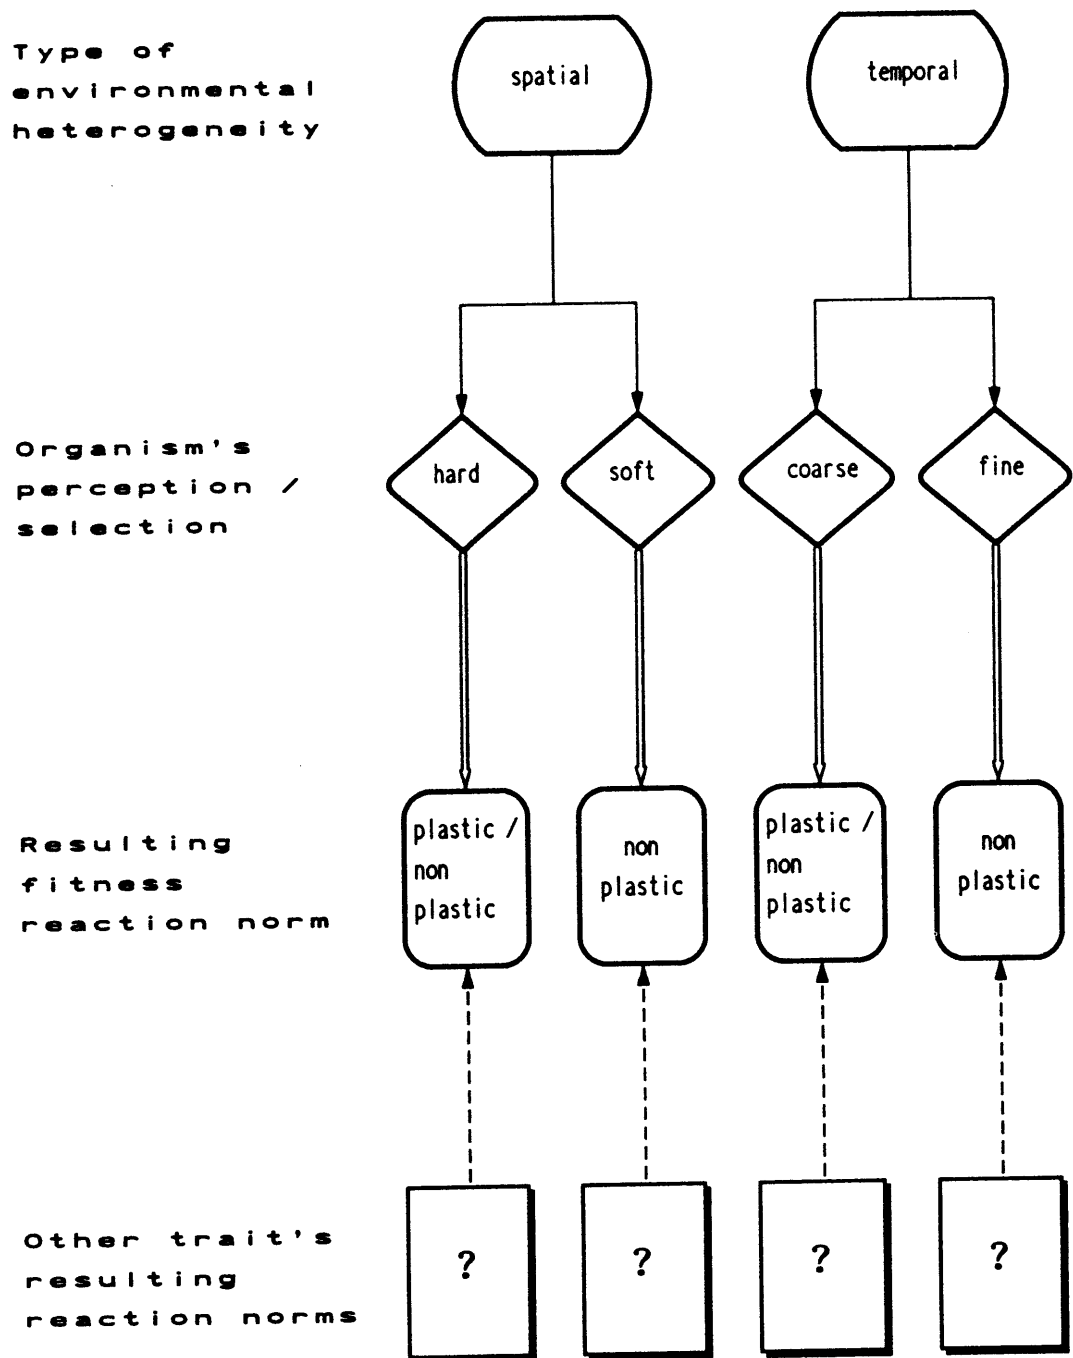 Type of
environmental
heterogeneity
spatial
temporal
Organism's
perception /
selection
hard
soft
coarse
fine
Resulting
fitness
reaction norm
plastic /
non
plastic
non
plastic
plastic /
non
plastic
non
plastic
Other trait's
resulting
reaction norms
?
?
?
?